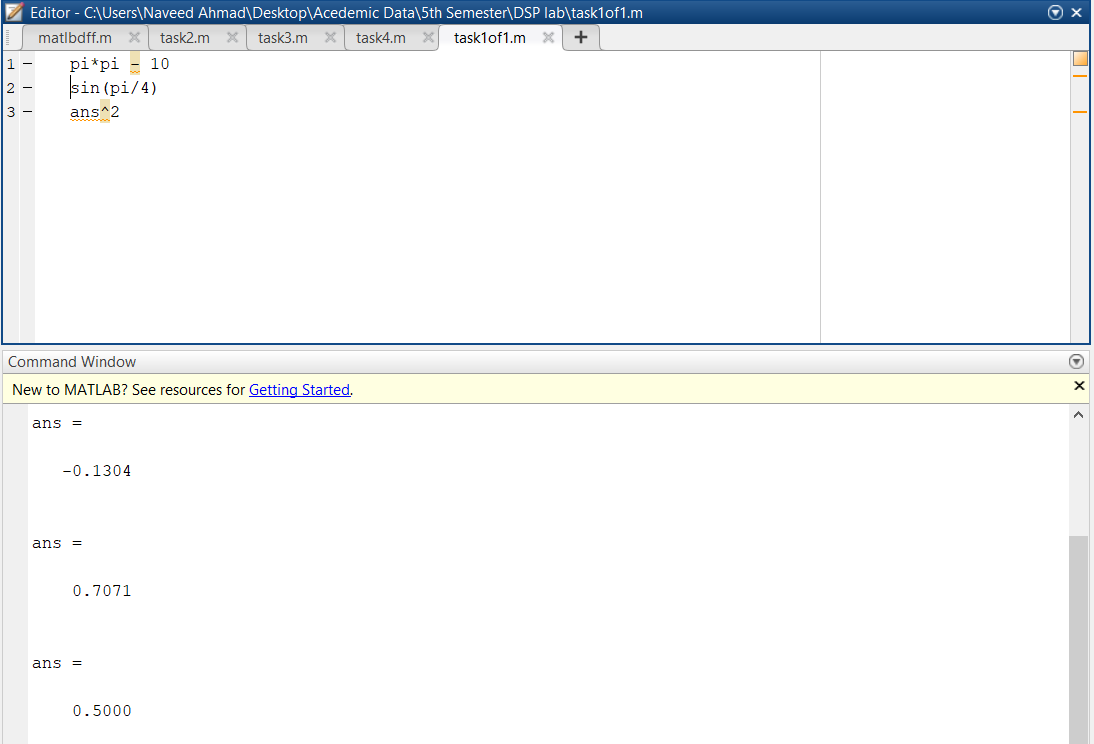 Editor - C:\Users\Naveed Ahmad\Desktop\Acedemic Data\5th Semester\DSP lab\task1of1.m
matlbdff.m task2.m task3.m task4.m task1of1.m +
1 - pi*pi - 10
2 - sin(pi/4)
3 - ans^2
Command Window
New to MATLAB? See resources for Getting Started.
ans =
-0.1304
ans =
0.7071
ans =
0.5000